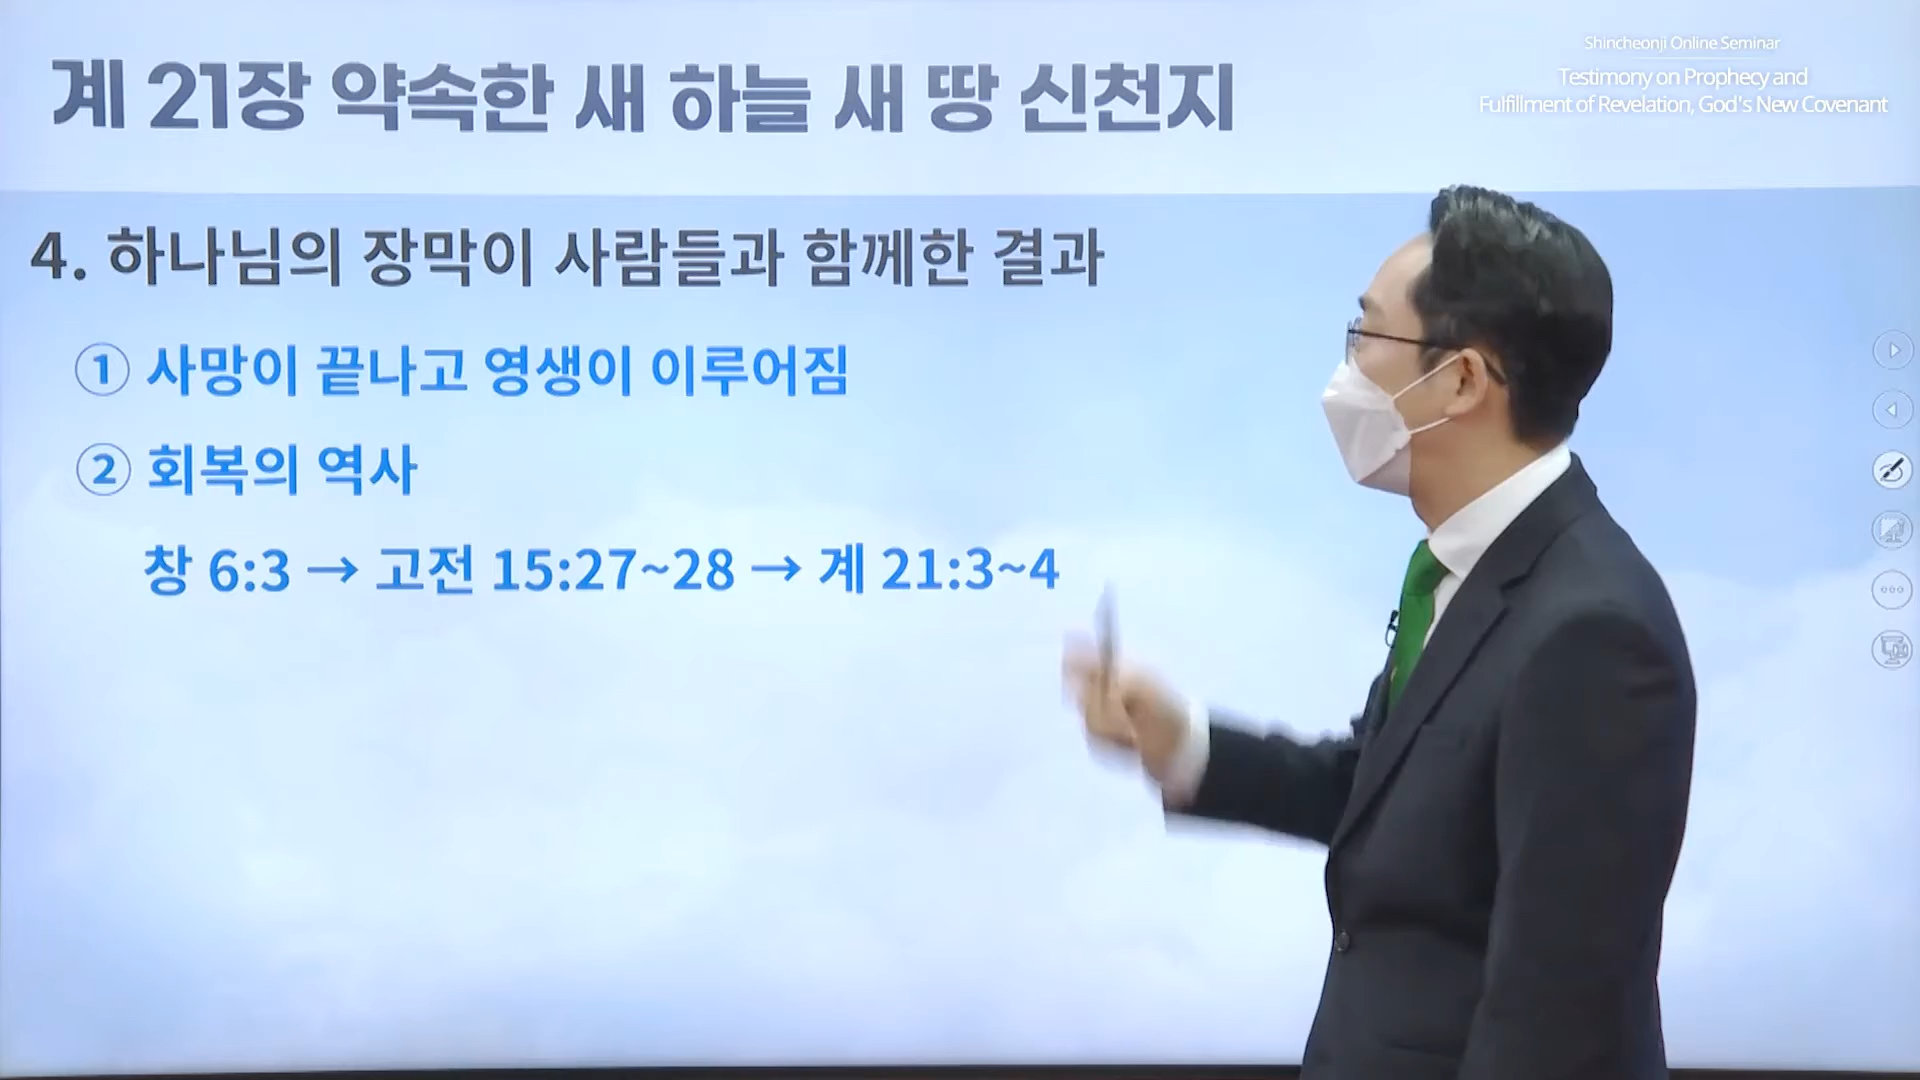 계 21장 약속한 새 하늘 새 땅 신천지
Shincheonji Online Seminar
Testimony on Prophecy and
Fulfillment of Revelation, God's New Covenant
4. 하나님의 장막이 사람들과 함께한 결과
① 사망이 끝나고 영생이 이루어짐
② 회복의 역사
창 6:3 → 고전 15:27~28 → 계 21:3~4